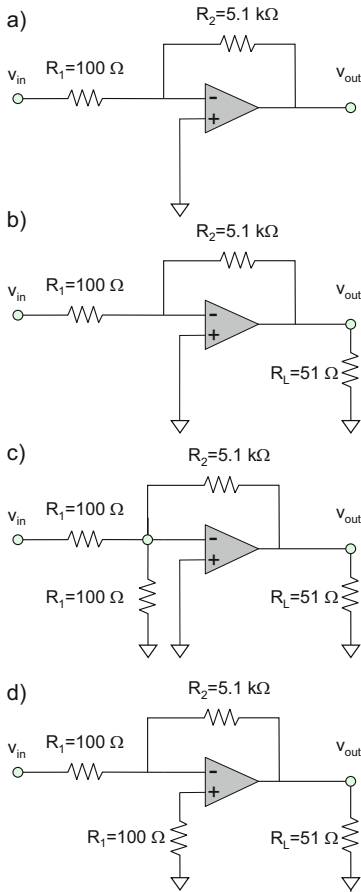 a)
R2=5.1 kΩ
vin
R1=100 Ω
vout
-
+
b)
R2=5.1 kΩ
vin
R1=100 Ω
vout
-
+
RL=51 Ω
c)
R2=5.1 kΩ
R1=100 Ω
vin
vout
-
+
R1=100 Ω
RL=51 Ω
d)
R2=5.1 kΩ
R1=100 Ω
vin
vout
-
+
R1=100 Ω
RL=51 Ω